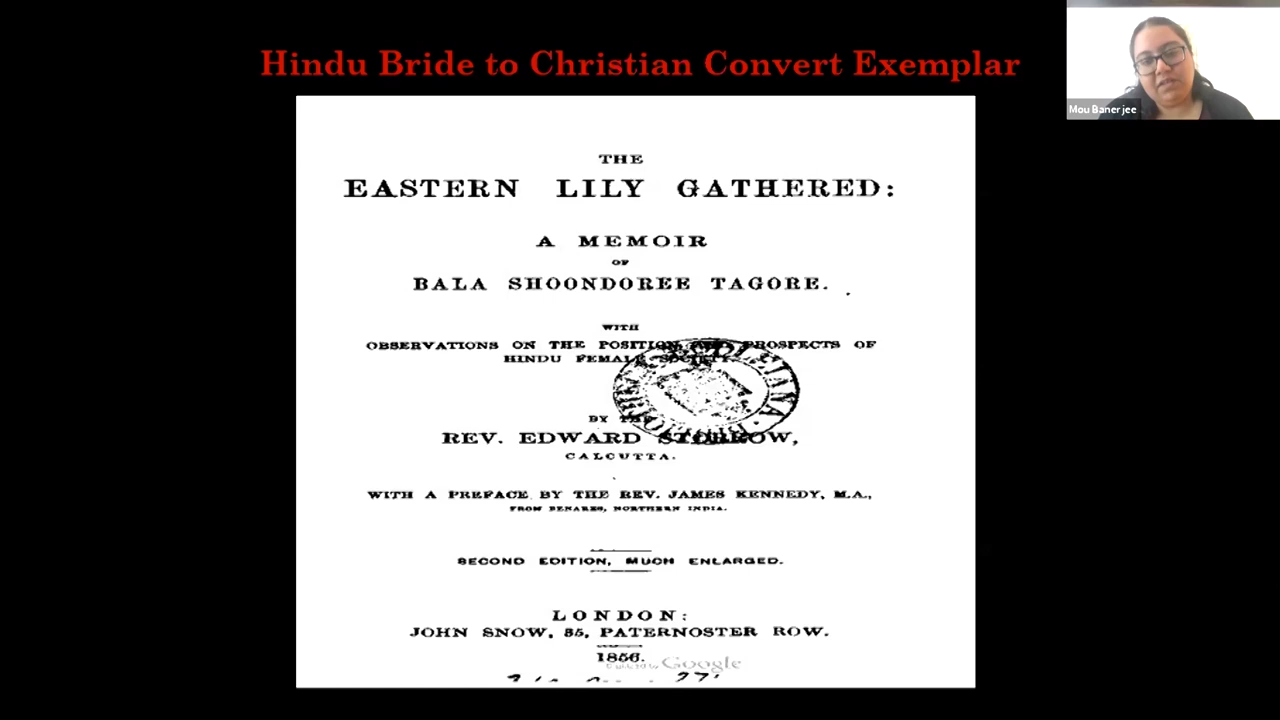 Hindu Bride to Christian Convert Exemplar
Mou Banerjee
THE
EASTERN LILY GATHERED:
A MEMOIR
OF
BALA SHOONDOREE TAGORE.
WITH
OBSERVATIONS ON THE POSITION AND PROSPECTS OF
HINDU FEMALE SOCIETY.
BY THE
REV. EDWARD STORROW,
CALCUTTA.
WITH A PREFACE BY THE REV. JAMES KENNEDY, M.A.,
FROM BENARES, NORTHERN INDIA.
SECOND EDITION, MUCH ENLARGED.
LONDON:
JOHN SNOW, 35, PATERNOSTER ROW.
1856.
Google